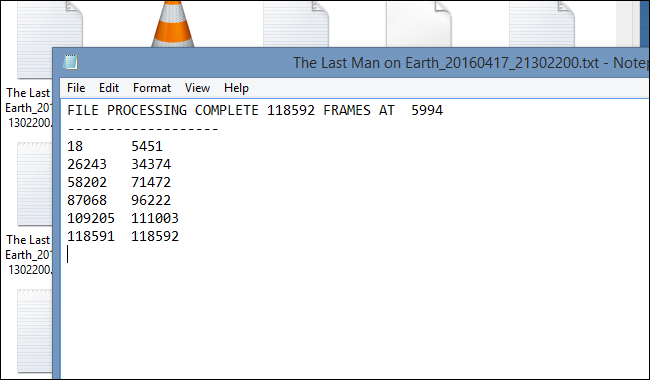 The Last Man on Earth_20160417_21302200.txt - Notep
File Edit Format View Help
FILE PROCESSING COMPLETE 118592 FRAMES AT  5994
-------------------
18      5451
26243   34374
58202   71472
87068   96222
109205  111003
118591  118592
The Last
Earth_201
1302200.
The Last
Earth_201
1302200.